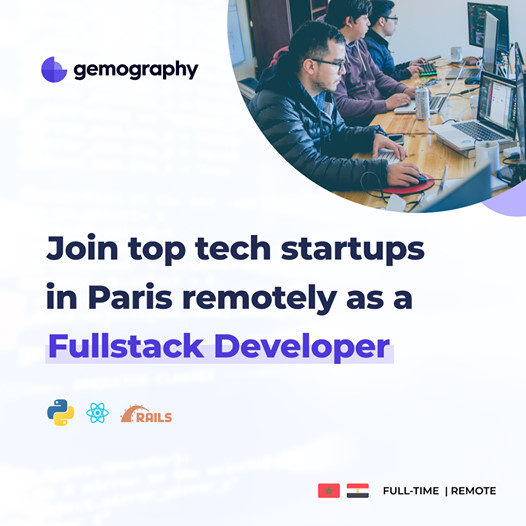 gemography
Join top tech startups
in Paris remotely as a
Fullstack Developer
RAILS
FULL-TIME | REMOTE